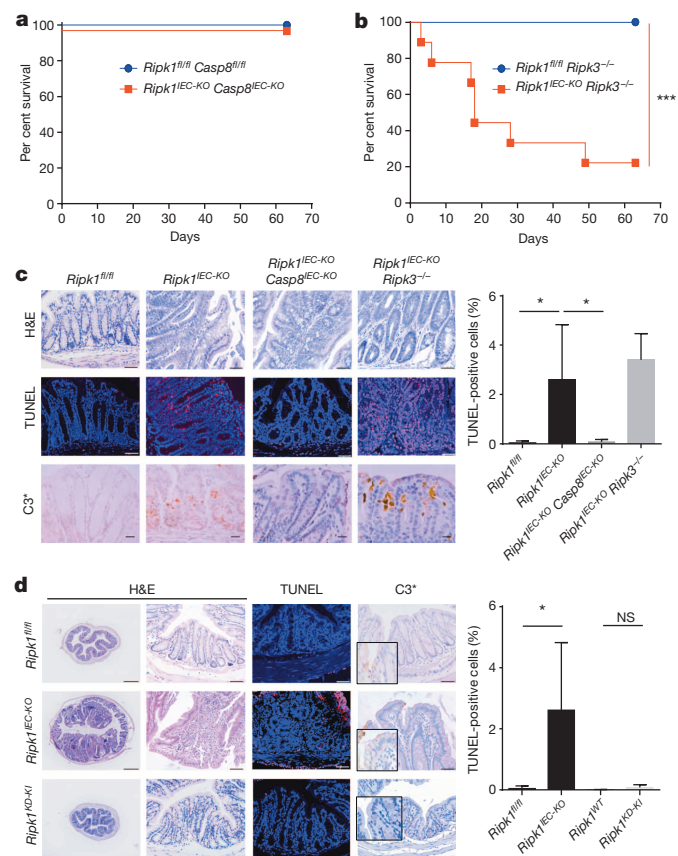 a
100
80
60
40
20
0
Per cent survival
0 10 20 30 40 50 60 70
Days
Ripk1fl/fl Casp8fl/fl
Ripk1IEC-KO Casp8IEC-KO
b
100
80
60
40
20
0
Per cent survival
0 10 20 30 40 50 60 70
Days
Ripk1fl/fl Ripk3−/−
Ripk1IEC-KO Ripk3−/−
***
c
Ripk1fl/fl
Ripk1IEC-KO
Ripk1IEC-KO
Casp8IEC-KO
Ripk1IEC-KO
Ripk3−/−
H&E
TUNEL
C3*
6
4
2
0
TUNEL-positive cells (%)
* *
Ripk1fl/fl
Ripk1IEC-KO
Ripk1IEC-KO Casp8IEC-KO
Ripk1IEC-KO Ripk3−/−
d
H&E TUNEL C3*
Ripk1fl/fl
Ripk1IEC-KO
Ripk1KD-KI
6
4
2
0
TUNEL-positive cells (%)
* NS
Ripk1fl/fl
Ripk1IEC-KO
Ripk1WT
Ripk1KD-KI